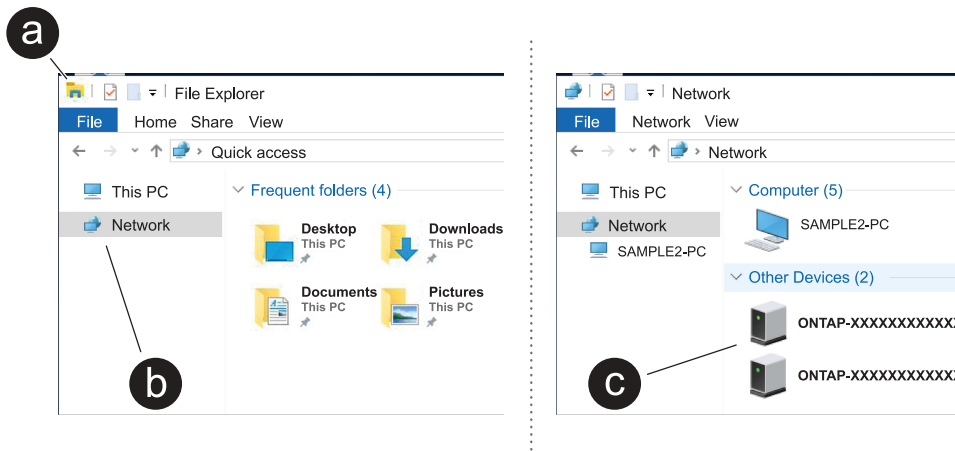 a
File Explorer
File Home Share View
Quick access
This PC
Network
Frequent folders (4)
Desktop
This PC
Downloads
This PC
Documents
This PC
Pictures
This PC
b
Network
File Network View
Network
This PC
Network
SAMPLE2-PC
Computer (5)
SAMPLE2-PC
Other Devices (2)
ONTAP-XXXXXXXXXXXX
ONTAP-XXXXXXXXXXXX
c